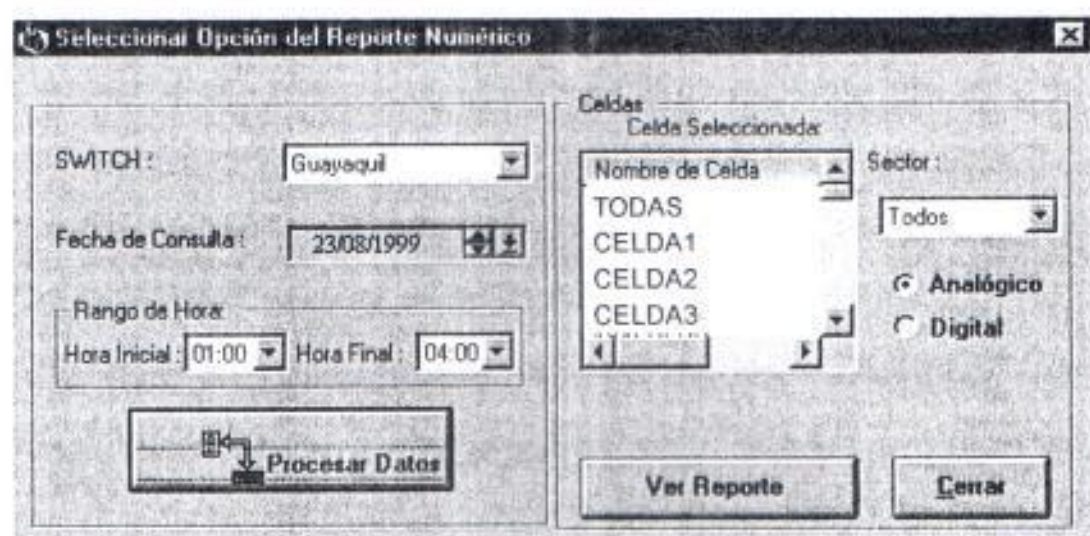 Seleccionar Opción del Reporte Numérico
SWITCH :
Guayaquil
Fecha de Consulta :
23/08/1999
Rango de Hora:
Hora Inicial :
01:00
Hora Final :
04:00
Procesar Datos
Celdas
Celda Seleccionada:
Nombre de Celda
TODAS
CELDA1
CELDA2
CELDA3
Sector :
Todos
Analógico
Digital
Ver Reporte
Cerrar